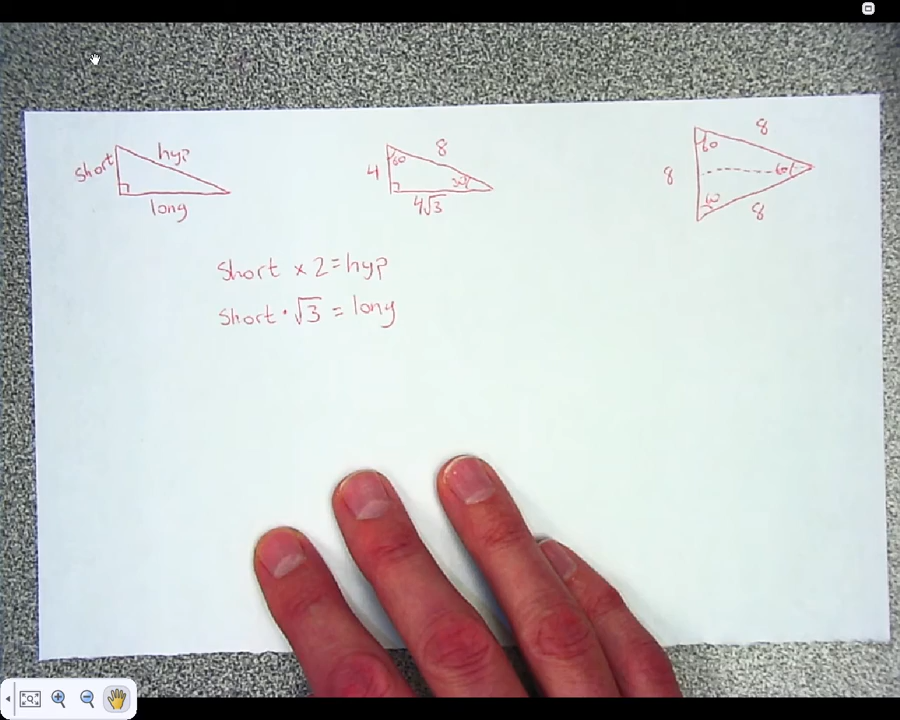 short hyp
long
60 8
4 30
4√3
60 8
8 60
60 8
short × 2 = hyp
short · √3 = long